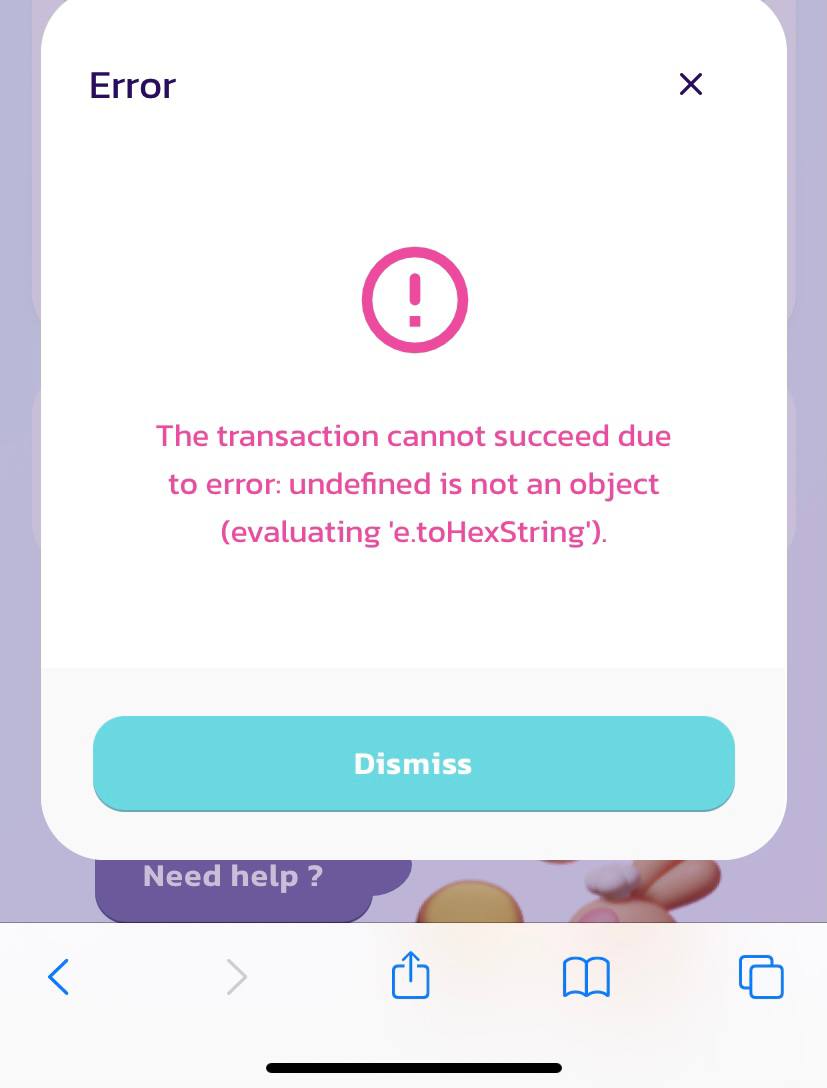 Error
The transaction cannot succeed due
to error: undefined is not an object
(evaluating 'e.toHexString').
Dismiss
Need help ?